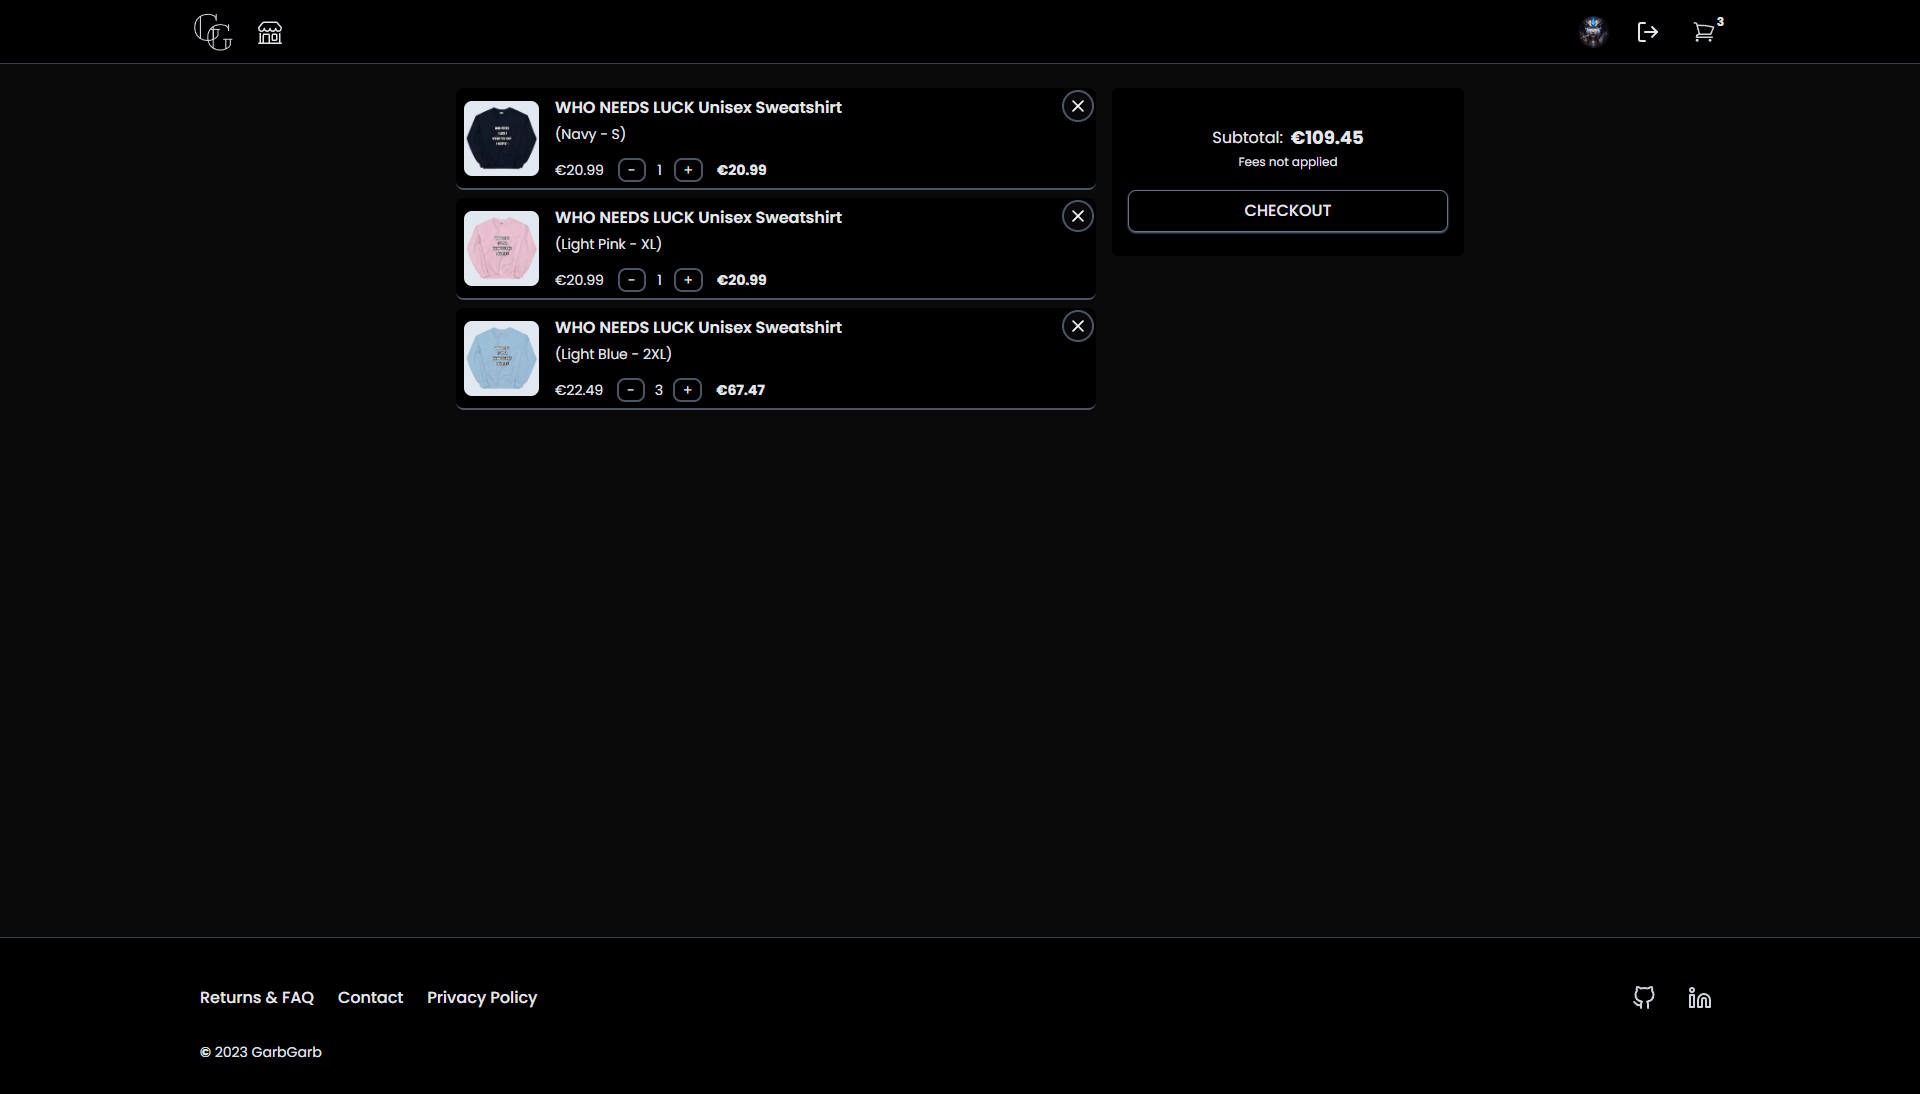 GG
3
WHO NEEDS LUCK Unisex Sweatshirt
(Navy - S)
€20.99 - 1 + €20.99
WHO NEEDS LUCK Unisex Sweatshirt
(Light Pink - XL)
€20.99 - 1 + €20.99
WHO NEEDS LUCK Unisex Sweatshirt
(Light Blue - 2XL)
€22.49 - 3 + €67.47
Subtotal: €109.45
Fees not applied
CHECKOUT
Returns & FAQ Contact Privacy Policy
© 2023 GarbGarb